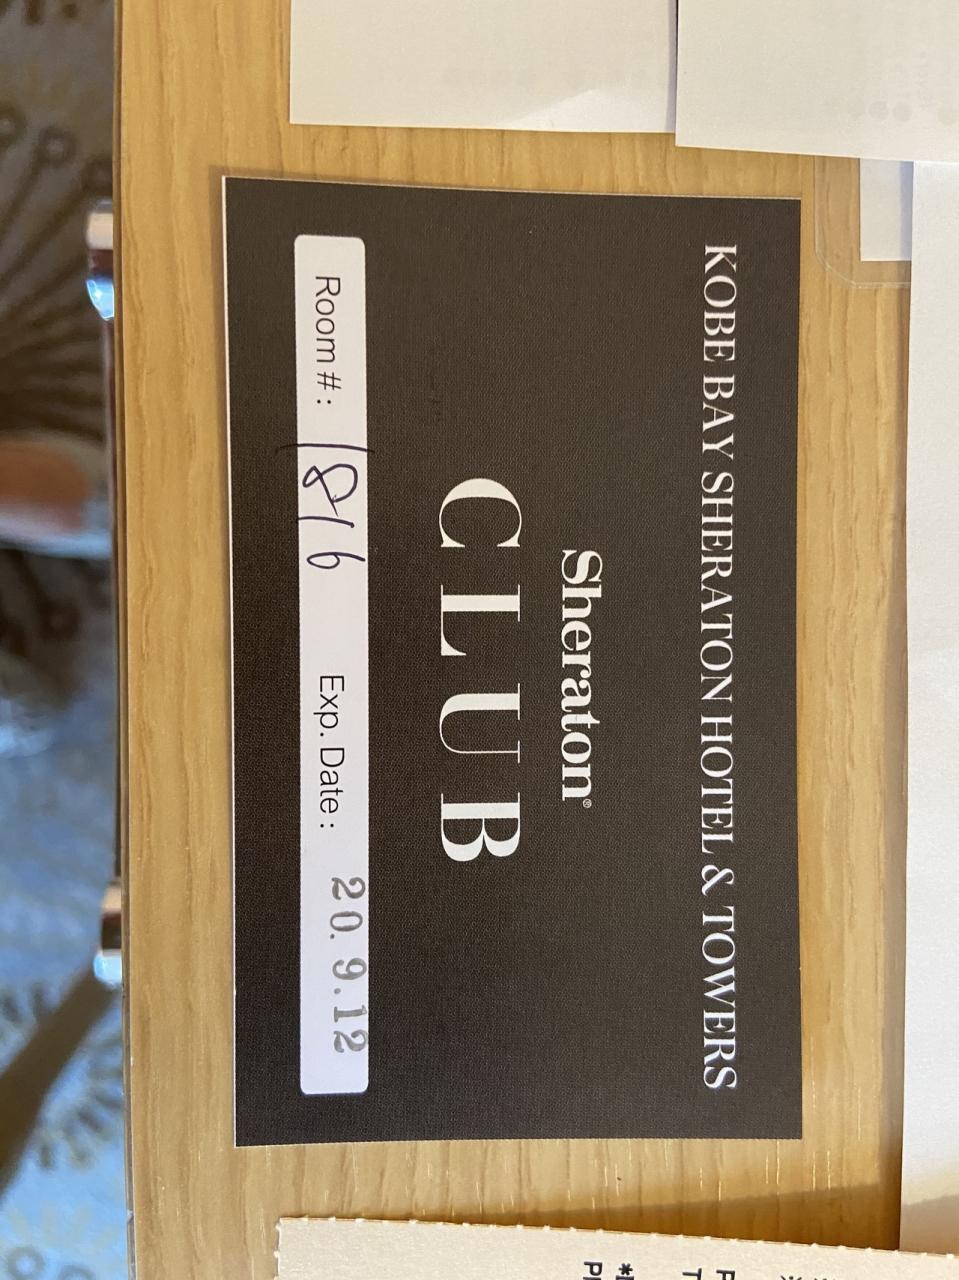 KOBE BAY SHERATON HOTEL & TOWERS
Sheraton®
CLUB
Room#: 1816 Exp. Date: 20. 9.12